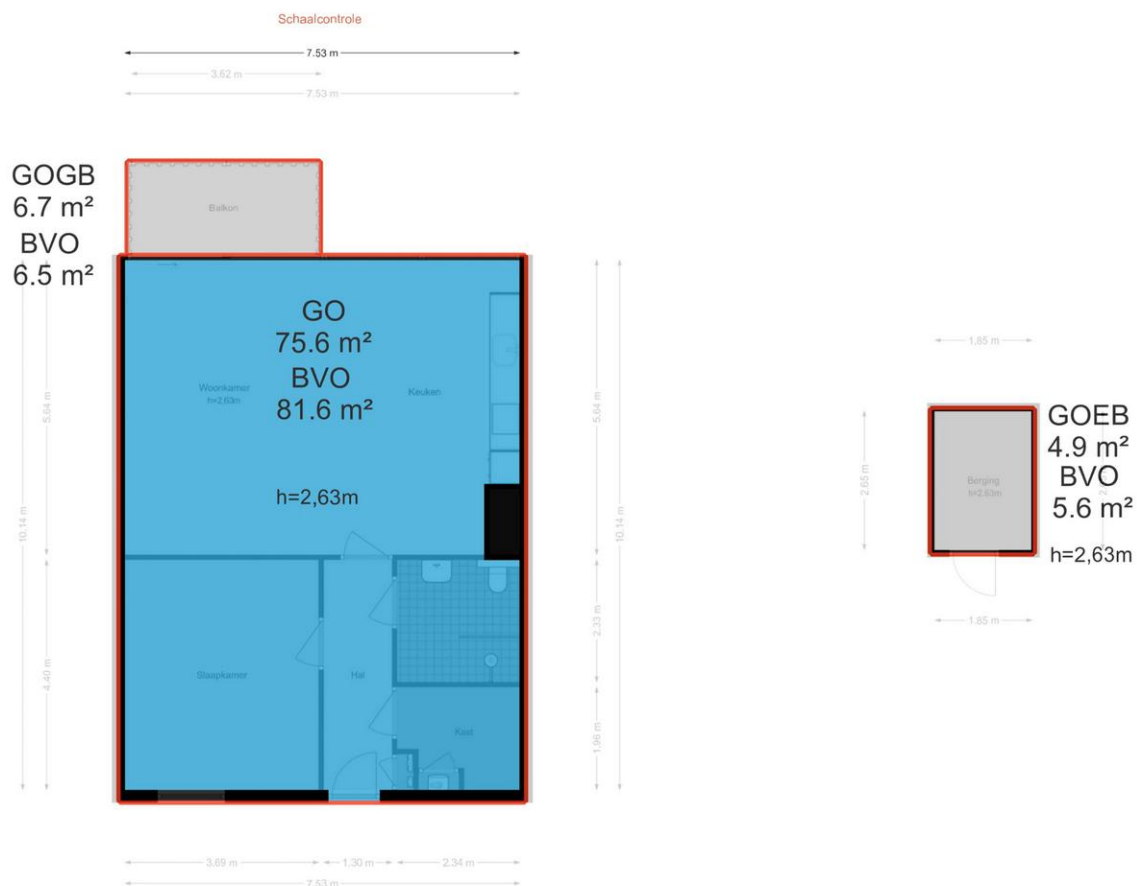 Schaalcontrole
7.53 m
3.62 m
7.53 m
GOGB
6.7 m²
BVO
6.5 m²
Balkon
GO
75.6 m²
BVO
81.6 m²
Woonkamer
h=2,63m
Keuken
h=2,63m
5.64 m
10.14 m
4.40 m
5.64 m
10.14 m
2.33 m
1.96 m
Slaapkamer
Hal
Kast
3.69 m
1.30 m
2.34 m
7.53 m
1.85 m
2.65 m
Berging
h=2,63m
GOEB
4.9 m²
BVO
5.6 m²
h=2,63m
1.85 m